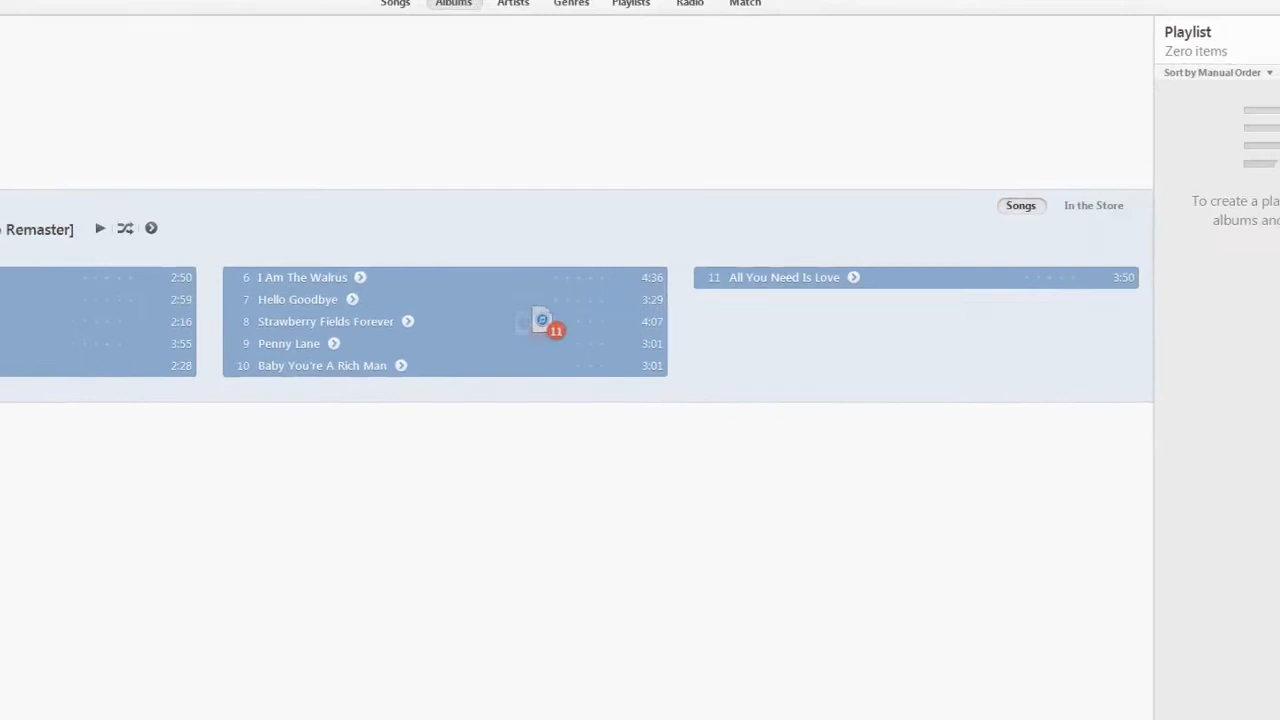 Songs Albums Artists Genres Playlists Radio Match
Playlist
Zero items
Sort by Manual Order
To create a
albums
Songs In the Store
Remaster]
2:50
2:59
2:16
3:55
2:28
6 I Am The Walrus 4:36
7 Hello Goodbye 3:29
8 Strawberry Fields Forever 4:07
9 Penny Lane 3:01
10 Baby You're A Rich Man 3:01
11
11 All You Need Is Love 3:50